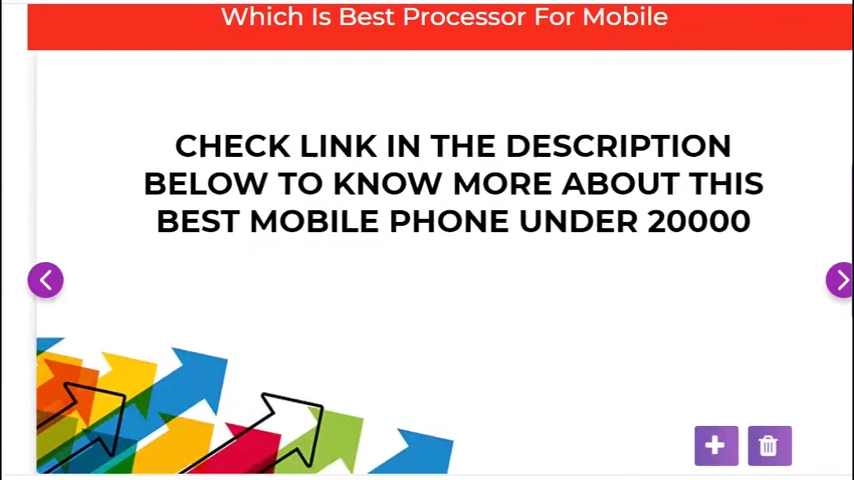 Which Is Best Processor For Mobile
CHECK LINK IN THE DESCRIPTION
BELOW TO KNOW MORE ABOUT THIS
BEST MOBILE PHONE UNDER 20000